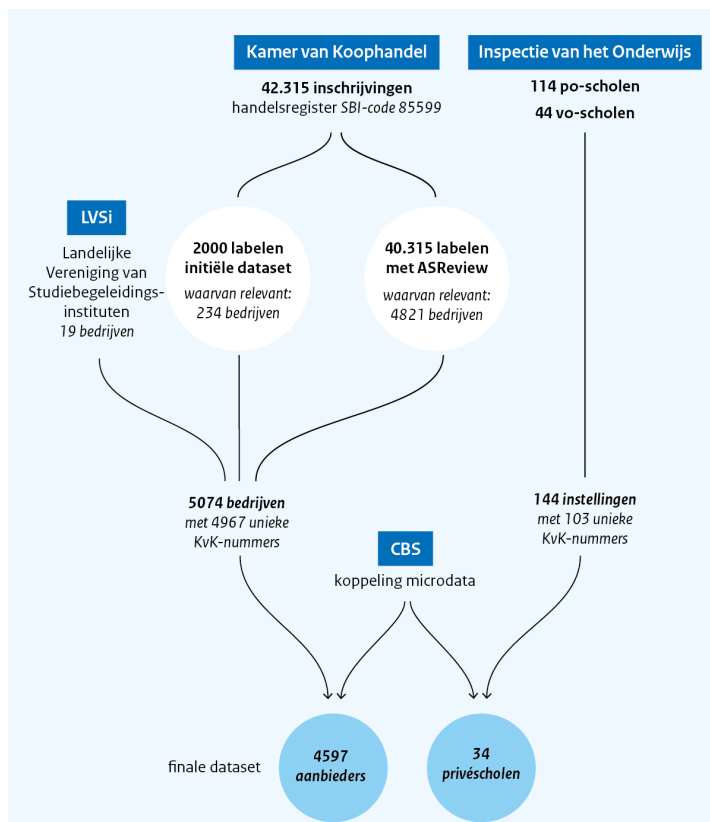 Kamer van Koophandel
42.315 inschrijvingen
handelsregister SBI-code 85599
Inspectie van het Onderwijs
114 po-scholen
44 vo-scholen
LVSi
Landelijke
Vereniging van
Studiebegeleidings-
instituten
19 bedrijven
2000 labelen
initiële dataset
waarvan relevant:
234 bedrijven
40.315 labelen
met ASReview
waarvan relevant:
4821 bedrijven
5074 bedrijven
met 4967 unieke
KvK-nummers
144 instellingen
met 103 unieke
KvK-nummers
CBS
koppeling microdata
finale dataset
4597
aanbieders
34
privéscholen